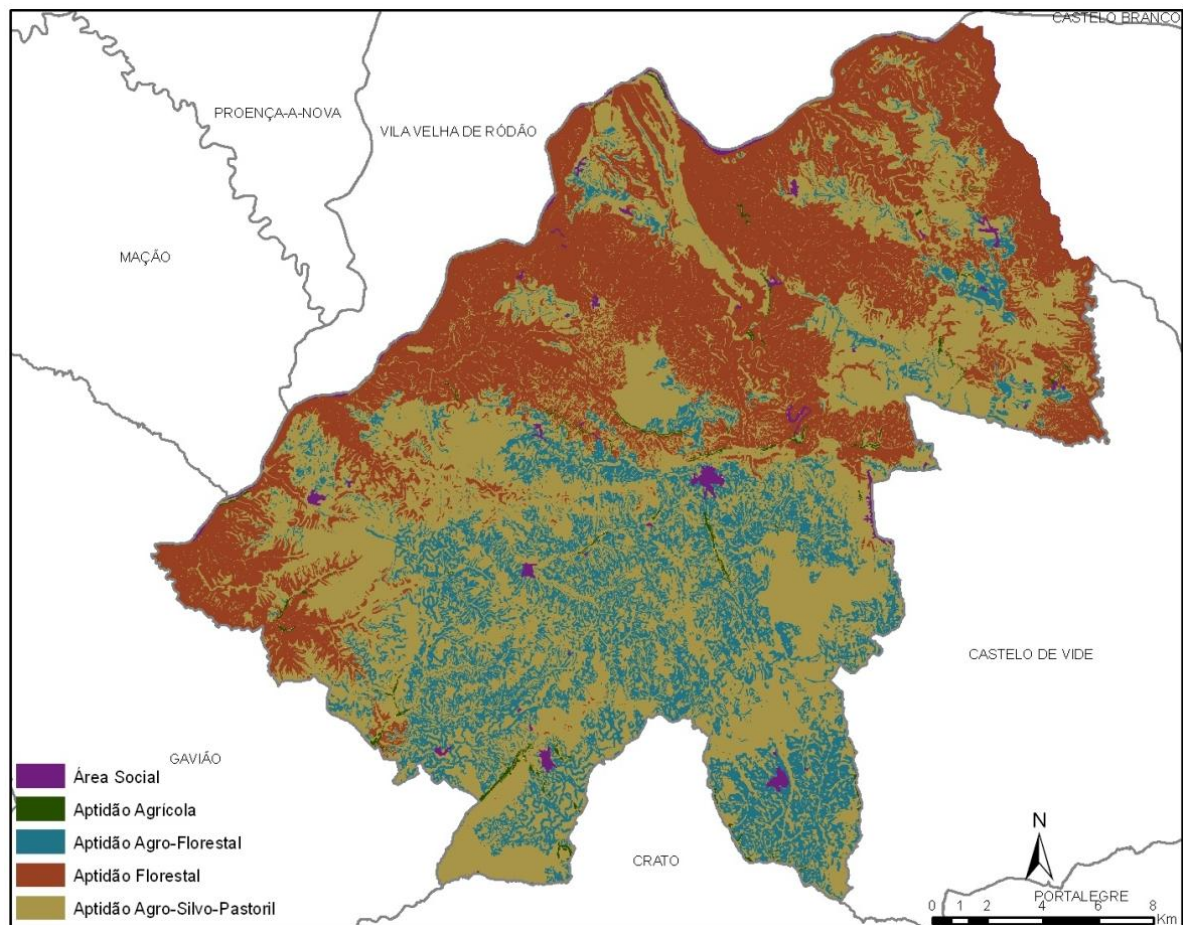 CASTELO BRANCO
PROENÇA-A-NOVA
VILA VELHA DE RÓDÃO
MAÇÃO
CASTELO DE VIDE
GAVIÃO
CRATO
PORTALEGRE
Área Social
Aptidão Agrícola
Aptidão Agro-Florestal
Aptidão Florestal
Aptidão Agro-Silvo-Pastoril
N
0 1 2 4 6 8
Km